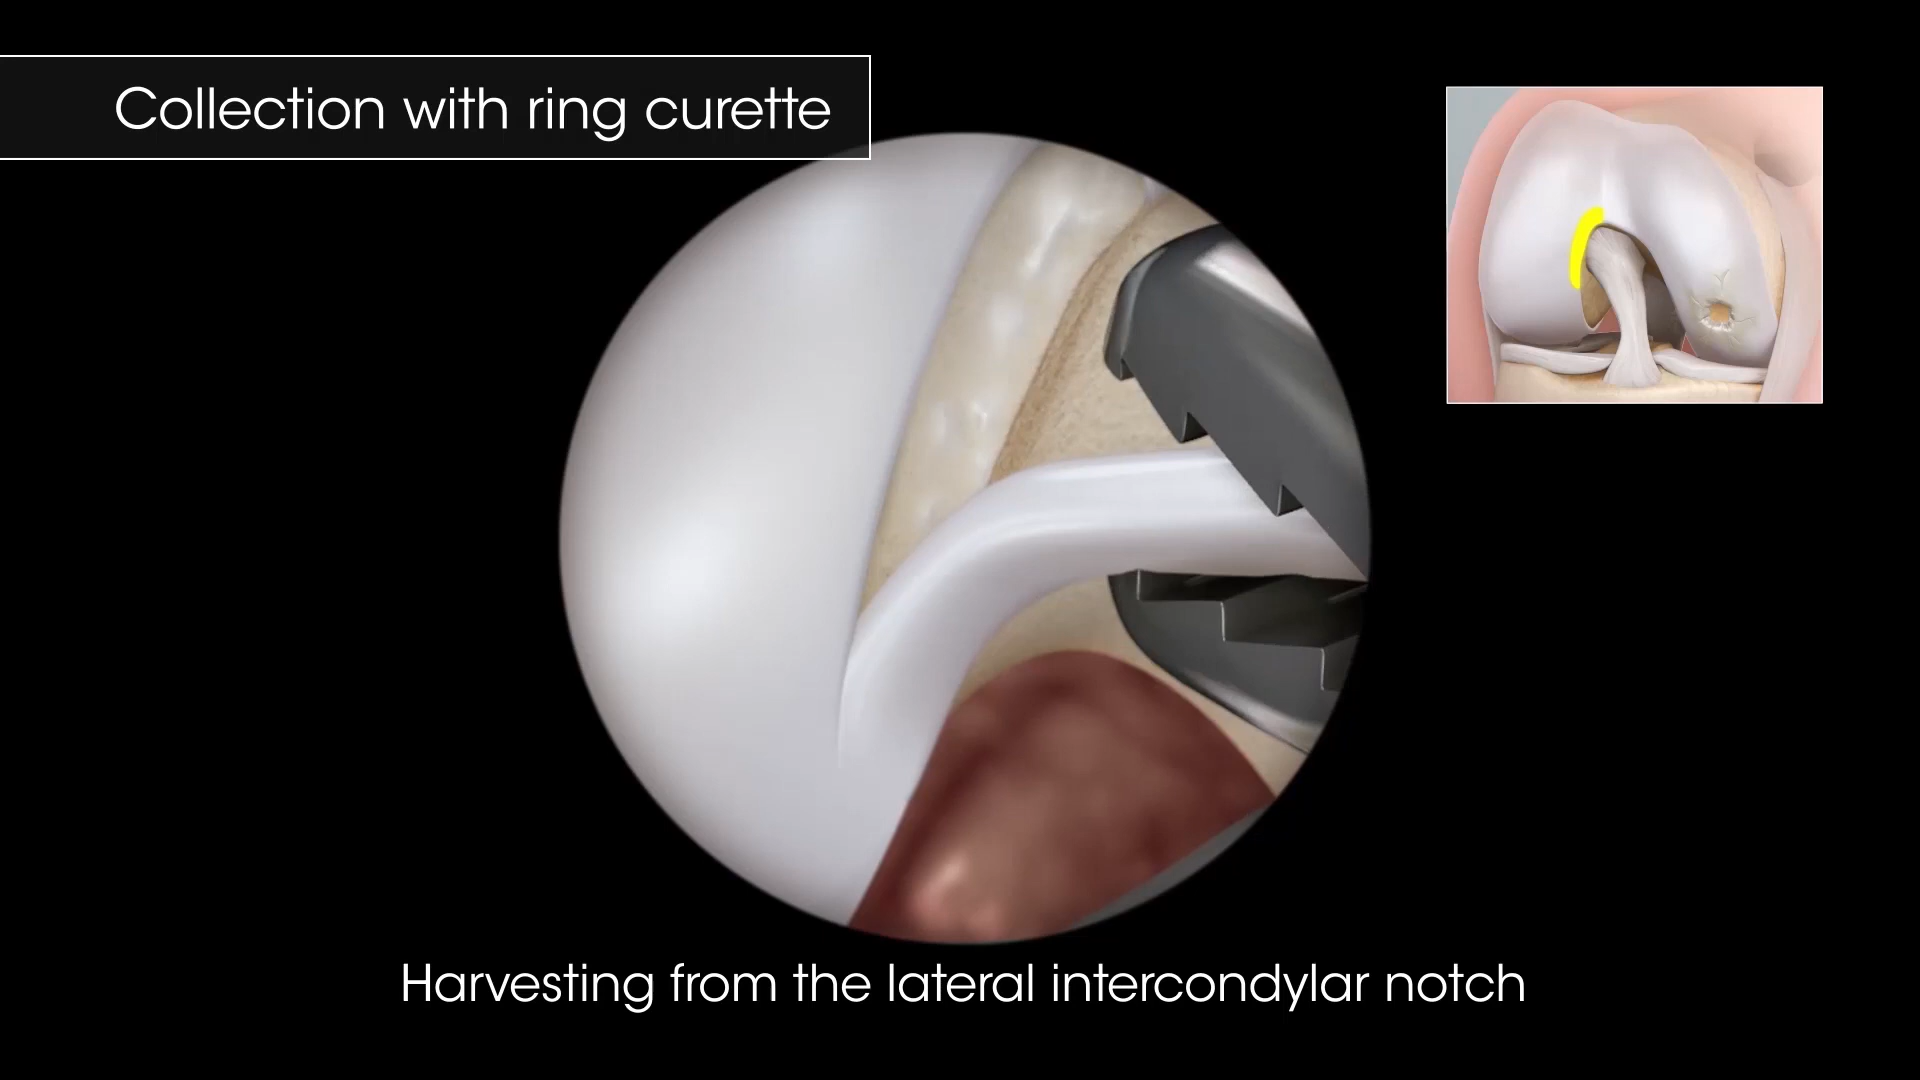 Collection with ring curette
Harvesting from the lateral intercondylar notch